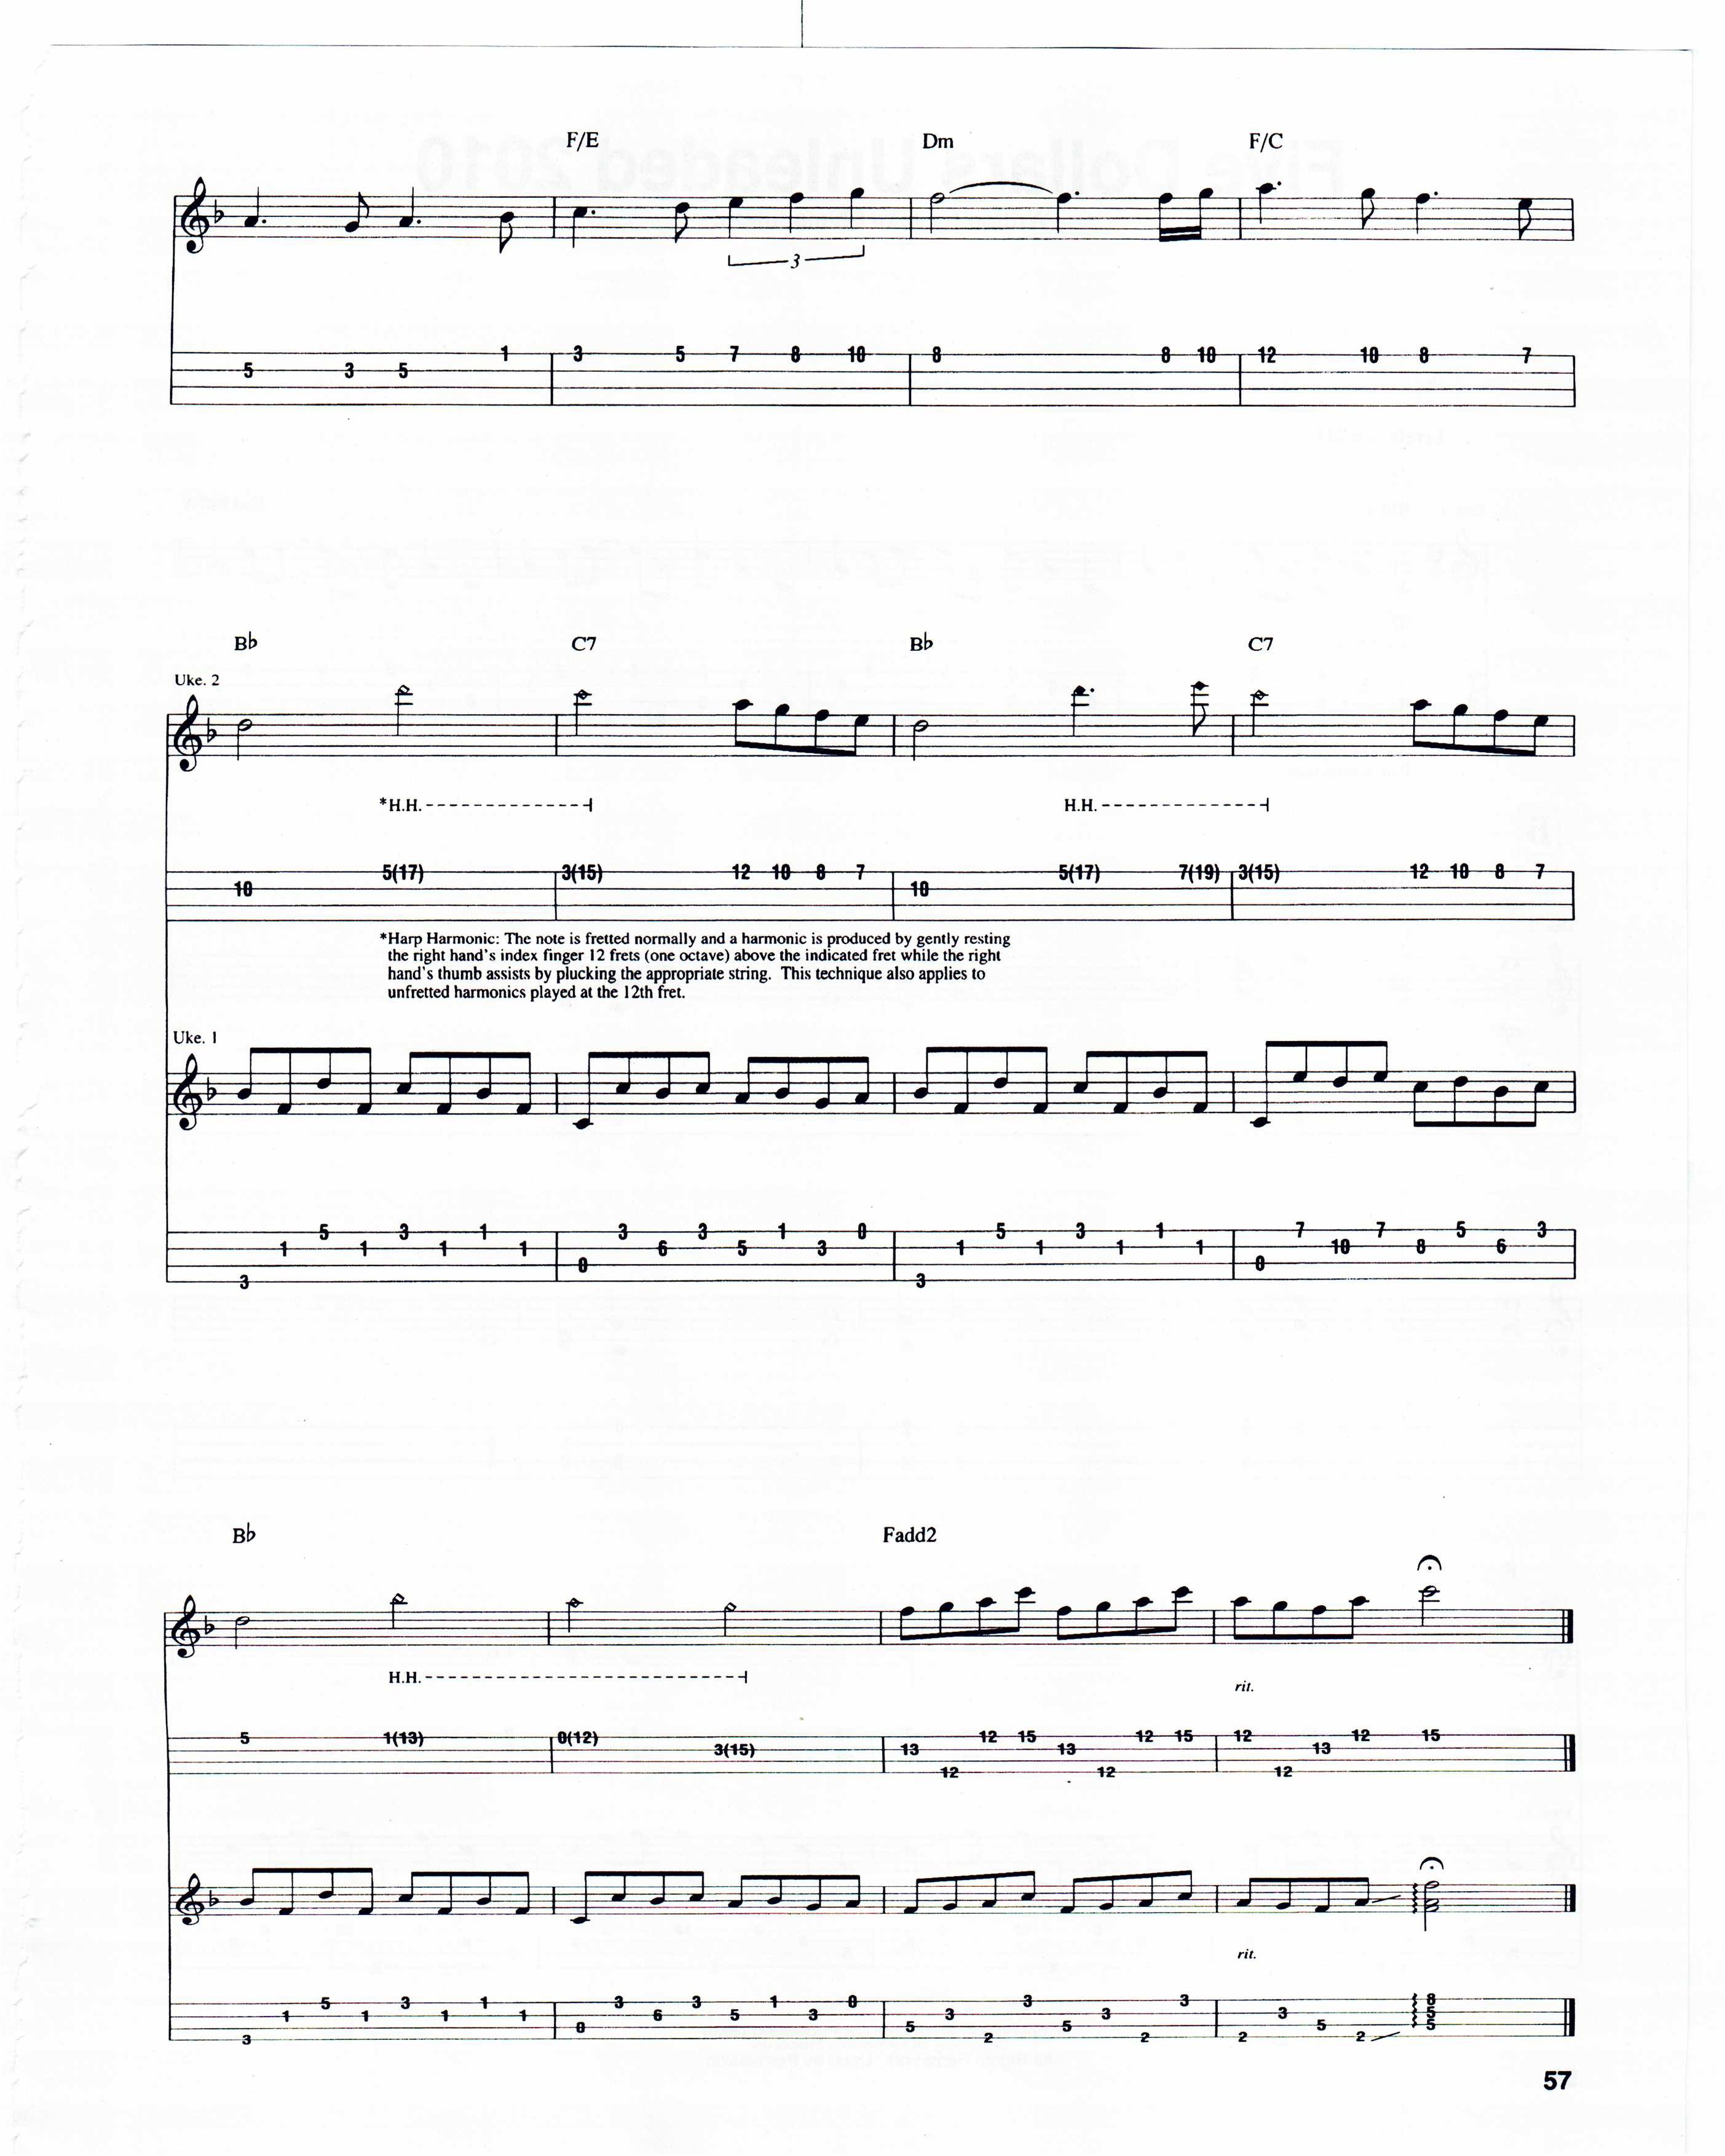 F/E Dm F/C
3
5 3 5 1 3 5 7 8 10 8 8 10 12 10 8 7
B♭ C7 B♭ C7
Uke. 2
*H.H. H.H.
10 5(17) 3(15) 12 10 8 7 10 5(17) 7(19) 3(15) 12 10 8 7
*Harp Harmonic: The note is fretted normally and a harmonic is produced by gently resting
the right hand's index finger 12 frets (one octave) above the indicated fret while the right
hand's thumb assists by plucking the appropriate string. This technique also applies to
unfretted harmonics played at the 12th fret.
Uke. 1
3 1 5 1 3 1 1 1 0 3 6 3 5 1 3 0 3 1 5 1 3 1 1 1 0 7 10 7 8 5 6 3
B♭ Fadd2
H.H.
rit.
5 1(13) 0(12) 3(15) 13 12 12 15 13 12 12 15 12 12 13 12 15
rit.
3 1 5 1 3 1 1 1 0 3 6 3 5 1 3 0 5 3 2 3 5 3 2 3 2 3 5 2 8 5 5 5
57